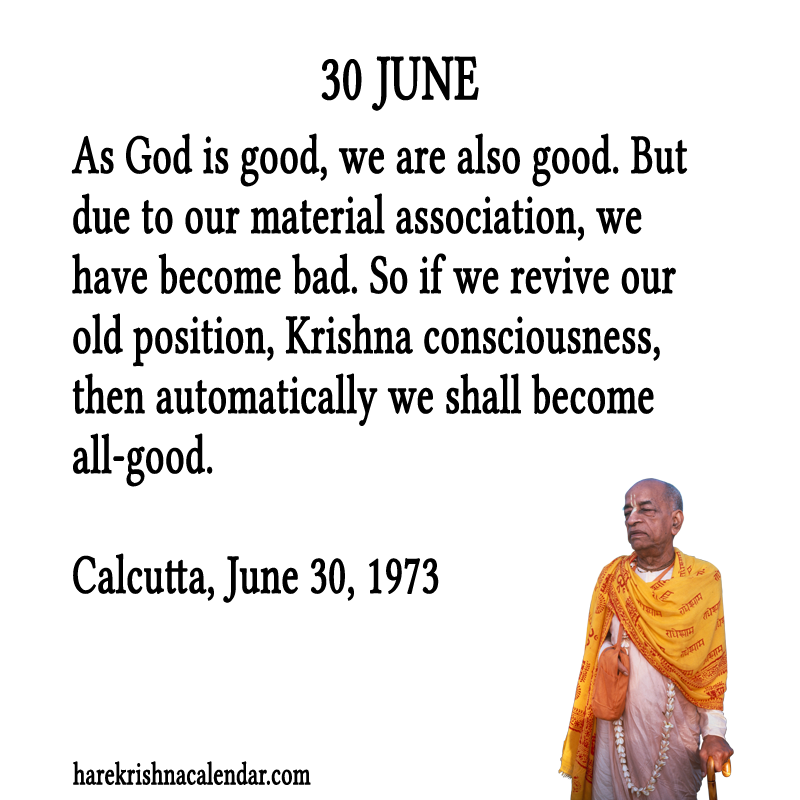 30 JUNE
As God is good, we are also good. But
due to our material association, we
have become bad. So if we revive our
old position, Krishna consciousness,
then automatically we shall become
all-good.
Calcutta, June 30, 1973
harekrishnacalendar.com